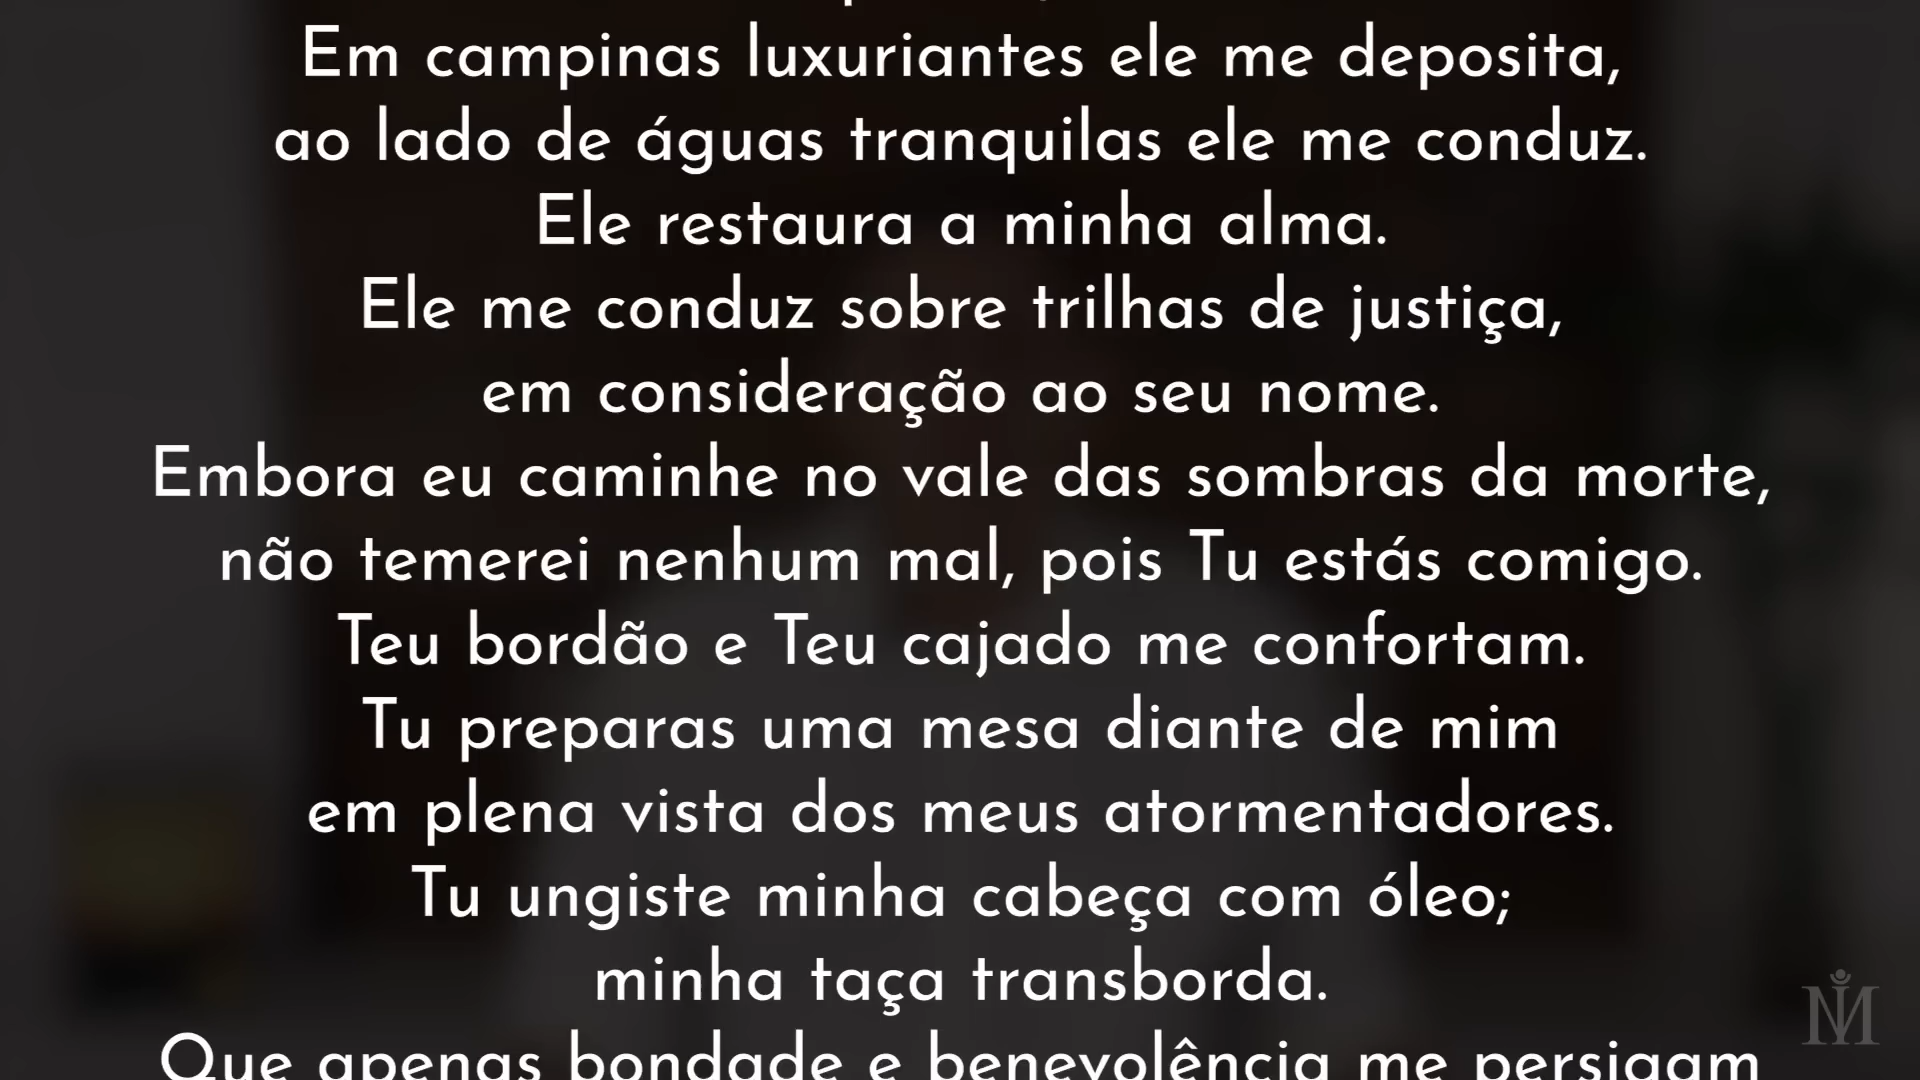 Em campinas luxuriantes ele me deposita,
ao lado de águas tranquilas ele me conduz.
Ele restaura a minha alma.
Ele me conduz sobre trilhas de justiça,
em consideração ao seu nome.
Embora eu caminhe no vale das sombras da morte,
não temerei nenhum mal, pois Tu estás comigo.
Teu bordão e Teu cajado me confortam.
Tu preparas uma mesa diante de mim
em plena vista dos meus atormentadores.
Tu ungiste minha cabeça com óleo;
minha taça transborda.
Que apenas bondade e benevolência me persigam